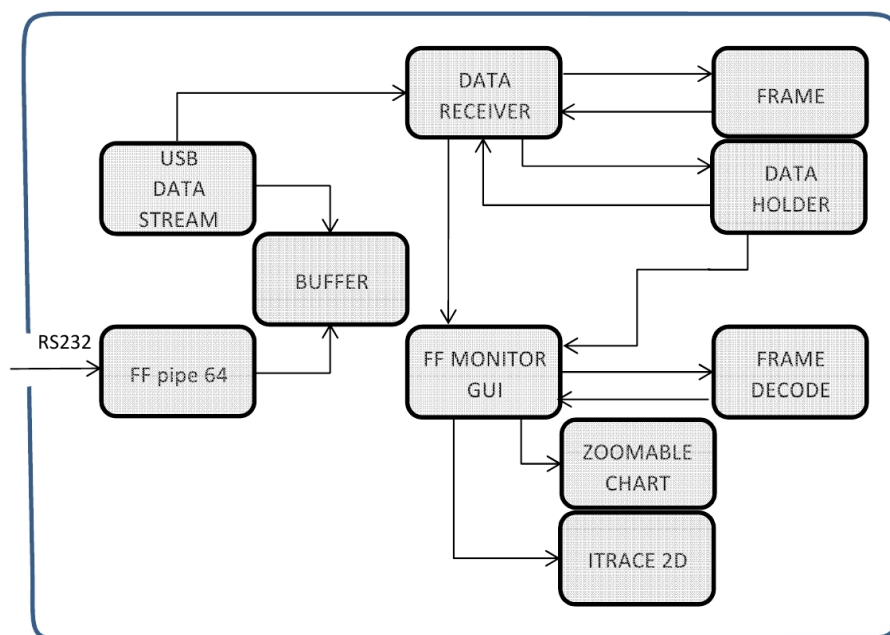 DATA
RECEIVER
FRAME
USB
DATA
STREAM
DATA
HOLDER
BUFFER
RS232
FF pipe 64
FF MONITOR
GUI
FRAME
DECODE
ZOOMABLE
CHART
ITRACE 2D